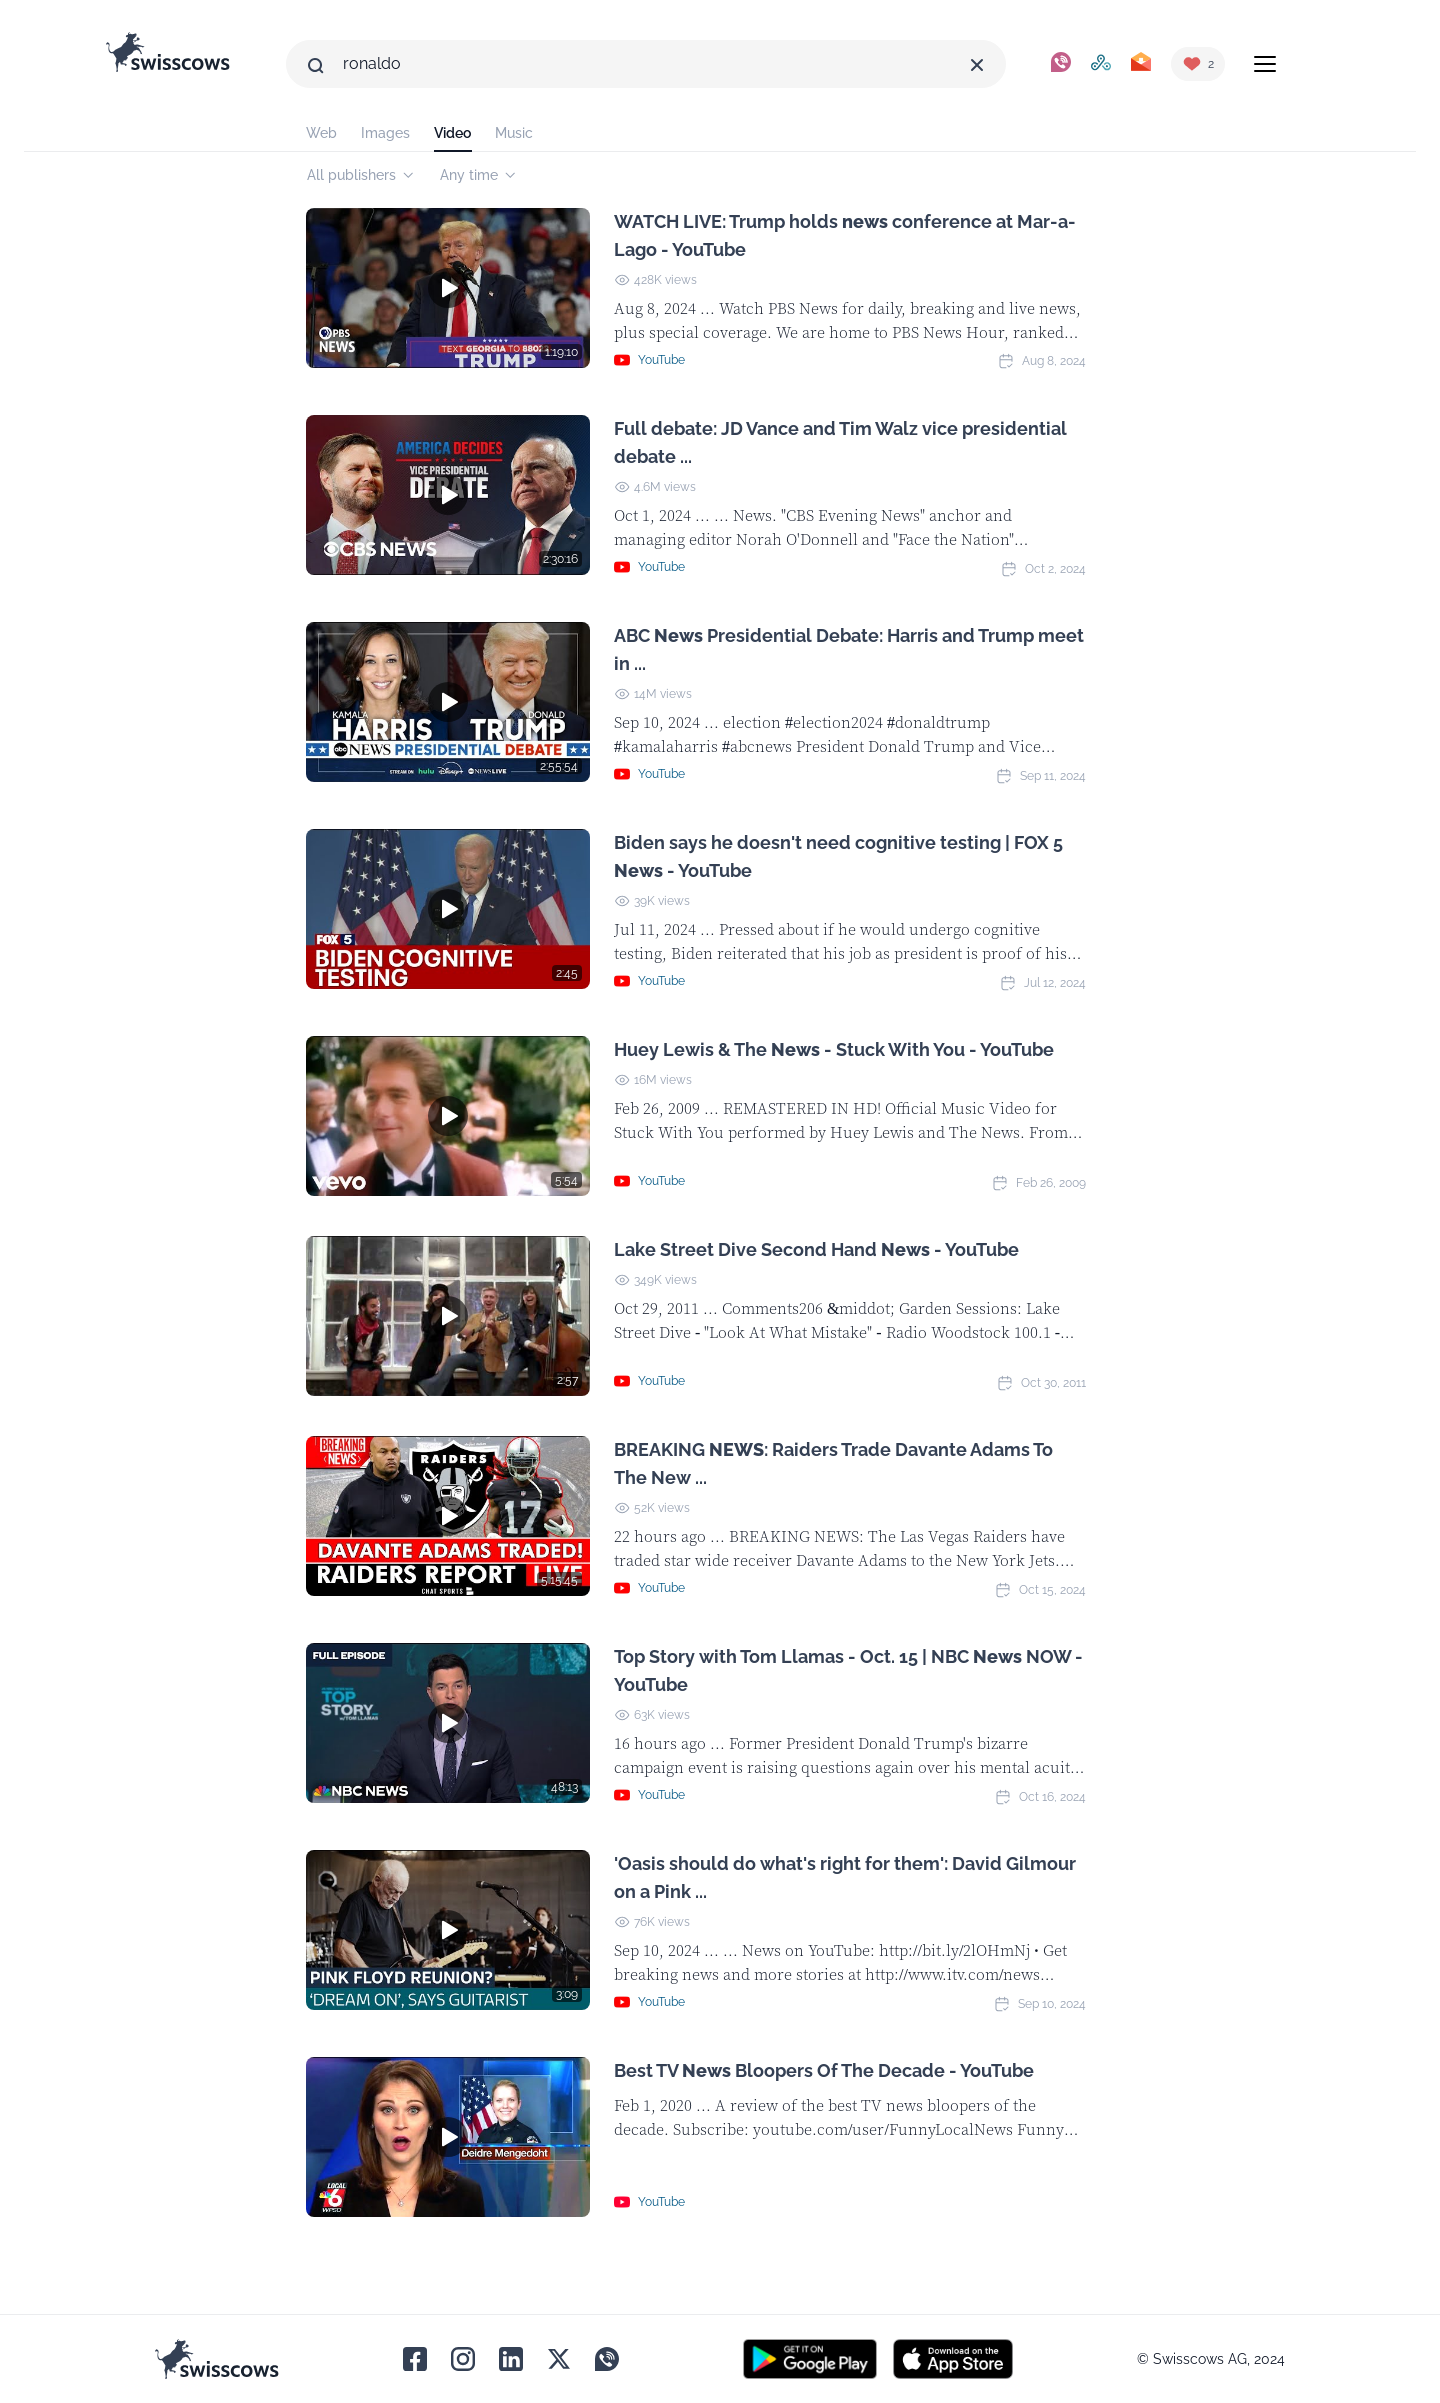 swisscows
ronaldo
2
Web Images Video Music
All publishers Any time
PBS
NEWS
TEXT GEORGIA TO 88022
TRUMP
1:19:10
WATCH LIVE: Trump holds news conference at Mar-a-
Lago - YouTube
428K views
Aug 8, 2024 ... Watch PBS News for daily, breaking and live news,
plus special coverage. We are home to PBS News Hour, ranked...
YouTube
Aug 8, 2024
AMERICA DECIDES
VICE PRESIDENTIAL
DEBATE
CBS NEWS
2:30:16
Full debate: JD Vance and Tim Walz vice presidential
debate ...
4.6M views
Oct 1, 2024 ... ... News. "CBS Evening News" anchor and
managing editor Norah O'Donnell and "Face the Nation"...
YouTube
Oct 2, 2024
KAMALA
HARRIS
DONALD
TRUMP
abc NEWS PRESIDENTIAL DEBATE
STREAM ON hulu Disney+ NEWS LIVE
2:55:54
ABC News Presidential Debate: Harris and Trump meet
in ...
14M views
Sep 10, 2024 ... election #election2024 #donaldtrump
#kamalaharris #abcnews President Donald Trump and Vice...
YouTube
Sep 11, 2024
FOX 5
BIDEN COGNITIVE
TESTING
2:45
Biden says he doesn't need cognitive testing | FOX 5
News - YouTube
39K views
Jul 11, 2024 ... Pressed about if he would undergo cognitive
testing, Biden reiterated that his job as president is proof of his...
YouTube
Jul 12, 2024
vevo
5:54
Huey Lewis & The News - Stuck With You - YouTube
16M views
Feb 26, 2009 ... REMASTERED IN HD! Official Music Video for
Stuck With You performed by Huey Lewis and The News. From...
YouTube
Feb 26, 2009
2:57
Lake Street Dive Second Hand News - YouTube
349K views
Oct 29, 2011 ... Comments206 &middot; Garden Sessions: Lake
Street Dive - "Look At What Mistake" - Radio Woodstock 100.1 -...
YouTube
Oct 30, 2011
BREAKING
NEWS
RAIDERS
17
DAVANTE ADAMS TRADED!
RAIDERS REPORT LIVE
CHAT SPORTS
5:15:45
BREAKING NEWS: Raiders Trade Davante Adams To
The New ...
52K views
22 hours ago ... BREAKING NEWS: The Las Vegas Raiders have
traded star wide receiver Davante Adams to the New York Jets....
YouTube
Oct 15, 2024
FULL EPISODE
TOP
STORY
w/TOM LLAMAS
NBC NEWS
48:13
Top Story with Tom Llamas - Oct. 15 | NBC News NOW -
YouTube
63K views
16 hours ago ... Former President Donald Trump's bizarre
campaign event is raising questions again over his mental acuit...
YouTube
Oct 16, 2024
PINK FLOYD REUNION?
'DREAM ON', SAYS GUITARIST
3:09
'Oasis should do what's right for them': David Gilmour
on a Pink ...
76K views
Sep 10, 2024 ... ... News on YouTube: http://bit.ly/2lOHmNj • Get
breaking news and more stories at http://www.itv.com/news...
YouTube
Sep 10, 2024
Deidre Mengedoht
LOCAL
6
WPSD
Best TV News Bloopers Of The Decade - YouTube
Feb 1, 2020 ... A review of the best TV news bloopers of the
decade. Subscribe: youtube.com/user/FunnyLocalNews Funny...
YouTube
swisscows
GET IT ON
Google Play
Download on the
App Store
© Swisscows AG, 2024